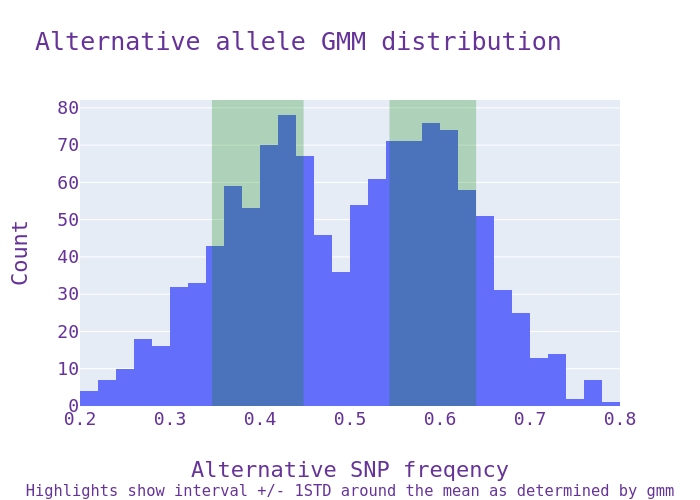 Alternative allele GMM distribution
80
70
60
50
40
30
20
10
0
Count
0.2 0.3 0.4 0.5 0.6 0.7 0.8
Alternative SNP freqency
Highlights show interval +/- 1STD around the mean as determined by gmm